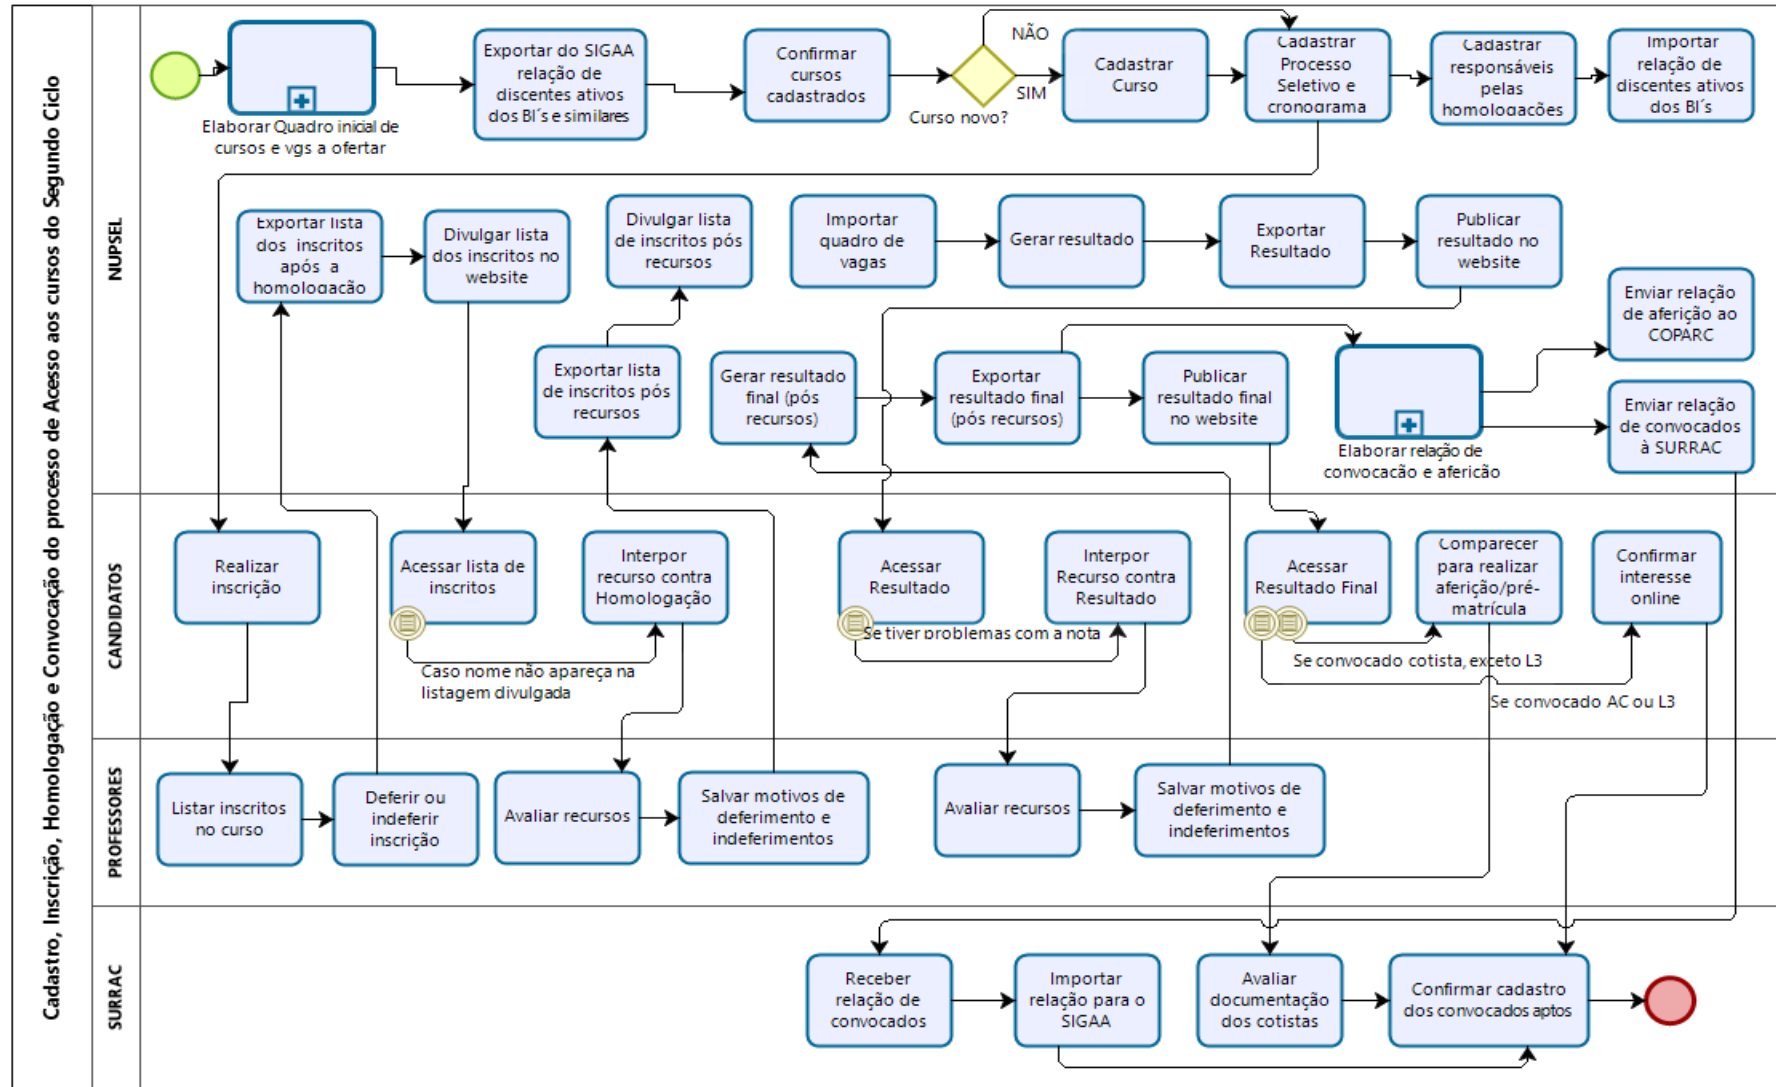 Cadastro, Inscrição, Homologação e Convocação do processo de Acesso aos cursos do Segundo Ciclo
NUPSEL
Elaborar Quadro inicial de
cursos e vgs a ofertar
Exportar do SIGAA
relação de
discentes ativos
dos BI´s e similares
Confirmar
cursos
cadastrados
Curso novo?
NÃO
SIM
Cadastrar
Curso
Cadastrar
Processo
Seletivo e
cronograma
Cadastrar
responsáveis
pelas
homologações
Importar
relação de
discentes ativos
dos BI´s
Exportar lista
dos inscritos
após a
homologação
Divulgar lista
dos inscritos no
website
Divulgar lista
de inscritos pós
recursos
Importar
quadro de
vagas
Gerar resultado
Exportar
Resultado
Publicar
resultado no
website
Enviar relação
de aferição ao
COPARC
Exportar lista
de inscritos pós
recursos
Gerar resultado
final (pós
recursos)
Exportar
resultado final
(pós recursos)
Publicar
resultado final
no website
Elaborar relação de
convocação e aferição
Enviar relação
de convocados
à SURRAC
CANDIDATOS
Realizar
inscrição
Acessar lista de
inscritos
Caso nome não apareça na
listagem divulgada
Interpor
recurso contra
Homologação
Acessar
Resultado
Se tiver problemas com a nota
Interpor
Recurso contra
Resultado
Acessar
Resultado Final
Se convocado cotista, exceto L3
Se convocado AC ou L3
Comparecer
para realizar
aferição/pré-
matrícula
Confirmar
interesse
online
PROFESSORES
Listar inscritos
no curso
Deferir ou
indeferir
inscrição
Avaliar recursos
Salvar motivos de
deferimento e
indeferimentos
Avaliar recursos
Salvar motivos de
deferimento e
indeferimentos
SURRAC
Receber
relação de
convocados
Importar
relação para o
SIGAA
Avaliar
documentação
dos cotistas
Confirmar cadastro
dos convocados aptos